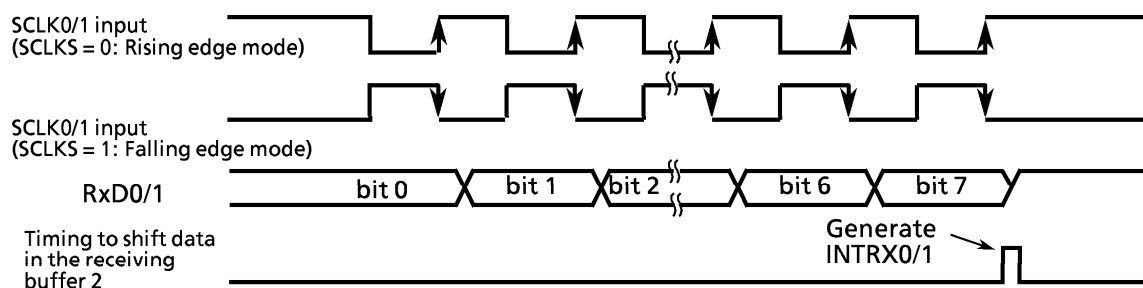 SCLK0/1 input
(SCLKS = 0: Rising edge mode)
SCLK0/1 input
(SCLKS = 1: Falling edge mode)
RxD0/1
bit 0
bit 1
bit 2
bit 6
bit 7
Timing to shift data
in the receiving
buffer 2
Generate
INTRX0/1